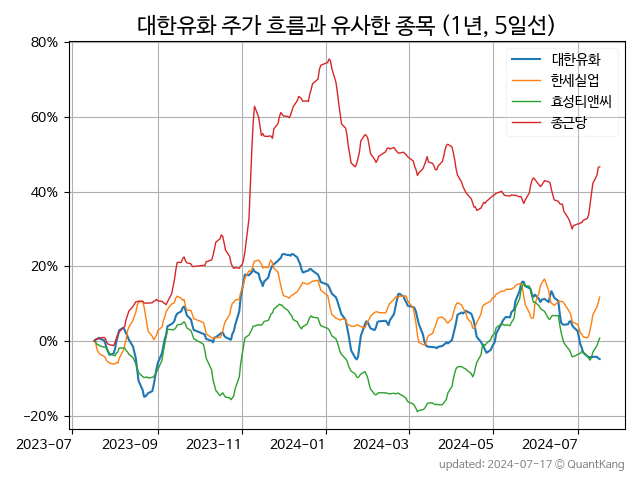 대한유화 주가 흐름과 유사한 종목 (1년, 5일선)
80%
60%
40%
20%
0%
−20%
대한유화
한세실업
효성티앤씨
종근당
2023-07 2023-09 2023-11 2024-01 2024-03 2024-05 2024-07
updated: 2024-07-17 © QuantKang